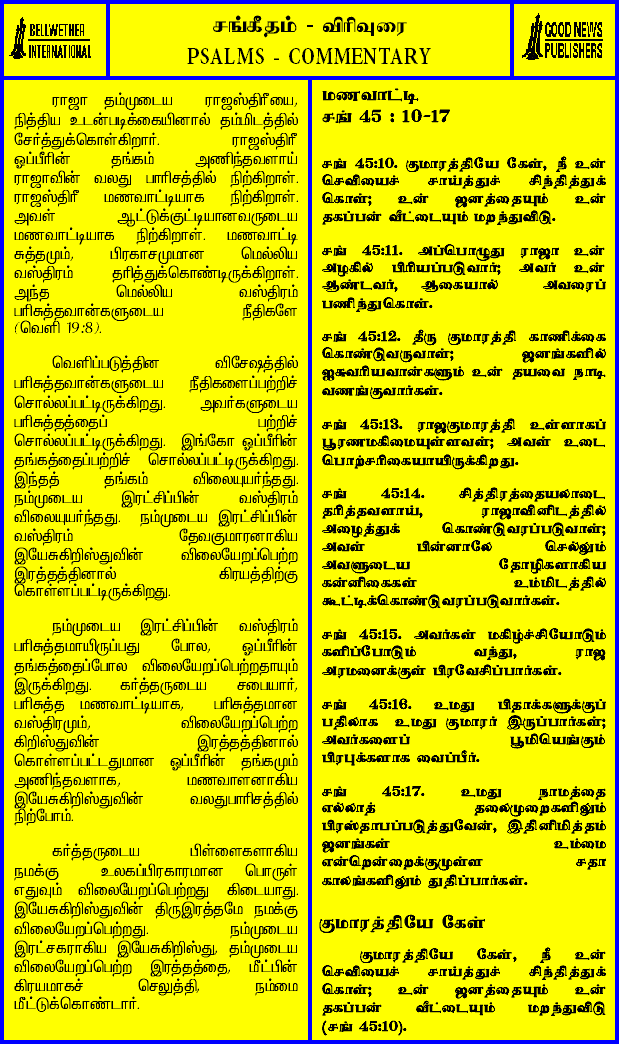 BELLWETHER
INTERNATIONAL
சங்கீதம் - விரிவுரை
PSALMS - COMMENTARY
GOOD NEWS
PUBLISHERS
ராஜா தம்முடைய ராஜஸ்திரீயை,
நித்திய உடன்படிக்கையினால் தம்மிடத்தில்
சேர்த்துக்கொள்கிறார். ராஜஸ்திரீ
ஓப்பீரின் தங்கம் அணிந்தவளாய்
ராஜாவின் வலது பாரிசத்தில் நிற்கிறாள்.
ராஜஸ்திரீ மணவாட்டியாக நிற்கிறாள்.
அவள் ஆட்டுக்குட்டியானவருடைய
மணவாட்டியாக நிற்கிறாள். மணவாட்டி
சுத்தமும், பிரகாசமுமான மெல்லிய
வஸ்திரம் தரித்துக்கொண்டிருக்கிறாள்.
அந்த மெல்லிய வஸ்திரம்
பரிசுத்தவான்களுடைய நீதிகளே
(வெளி 19:8).
வெளிப்படுத்தின விசேஷத்தில்
பரிசுத்தவான்களுடைய நீதிகளைப்பற்றிச்
சொல்லப்பட்டிருக்கிறது. அவர்களுடைய
பரிசுத்தத்தைப் பற்றிச்
சொல்லப்பட்டிருக்கிறது. இங்கோ ஓப்பீரின்
தங்கத்தைப்பற்றிச் சொல்லப்பட்டிருக்கிறது.
இந்தத் தங்கம் விலையுயர்ந்தது.
நம்முடைய இரட்சிப்பின் வஸ்திரம்
விலையுயர்ந்தது. நம்முடைய இரட்சிப்பின்
வஸ்திரம் தேவகுமாரனாகிய
இயேசுகிறிஸ்துவின் விலையேறப்பெற்ற
இரத்தத்தினால் கிரயத்திற்கு
கொள்ளப்பட்டிருக்கிறது.
நம்முடைய இரட்சிப்பின் வஸ்திரம்
பரிசுத்தமாயிருப்பது போல, ஓப்பீரின்
தங்கத்தைப்போல விலையேறப்பெற்றதாயும்
இருக்கிறது. கர்த்தருடைய சபையார்,
பரிசுத்த மணவாட்டியாக, பரிசுத்தமான
வஸ்திரமும், விலையேறப்பெற்ற
கிறிஸ்துவின் இரத்தத்தினால்
கொள்ளப்பட்டதுமான ஓப்பீரின் தங்கமும்
அணிந்தவளாக, மணவாளனாகிய
இயேசுகிறிஸ்துவின் வலதுபாரிசத்தில்
நிற்போம்.
கர்த்தருடைய பிள்ளைகளாகிய
நமக்கு உலகப்பிரகாரமான பொருள்
எதுவும் விலையேறப்பெற்றது கிடையாது.
இயேசுகிறிஸ்துவின் திருஇரத்தமே நமக்கு
விலையேறப்பெற்றது. நம்முடைய
இரட்சகராகிய இயேசுகிறிஸ்து, தம்முடைய
விலையேறப்பெற்ற இரத்தத்தை, மீட்பின்
கிரயமாகச் செலுத்தி, நம்மை
மீட்டுக்கொண்டார்.
மணவாட்டி
சங் 45 : 10-17
சங் 45:10. குமாரத்தியே கேள், நீ உன்
செவியைச் சாய்த்துச் சிந்தித்துக்
கொள்; உன் ஜனத்தையும் உன்
தகப்பன் வீட்டையும் மறந்துவிடு.
சங் 45:11. அப்பொழுது ராஜா உன்
அழகில் பிரியப்படுவார்; அவர் உன்
ஆண்டவர், ஆகையால் அவரைப்
பணிந்துகொள்.
சங் 45:12. தீரு குமாரத்தி காணிக்கை
கொண்டுவருவாள்; ஜனங்களில்
ஐசுவரியவான்களும் உன் தயவை நாடி
வணங்குவார்கள்.
சங் 45:13. ராஜகுமாரத்தி உள்ளாகப்
பூரணமகிமையுள்ளவள்; அவள் உடை
பொற்சரிகையாயிருக்கிறது.
சங் 45:14. சித்திரத்தையலாடை
தரித்தவளாய், ராஜாவினிடத்தில்
அழைத்துக் கொண்டுவரப்படுவாள்;
அவள் பின்னாலே செல்லும்
அவளுடைய தோழிகளாகிய
கன்னிகைகள் உம்மிடத்தில்
கூட்டிக்கொண்டுவரப்படுவார்கள்.
சங் 45:15. அவர்கள் மகிழ்ச்சியோடும்
களிப்போடும் வந்து, ராஜ
அரமனைக்குள் பிரவேசிப்பார்கள்.
சங் 45:16. உமது பிதாக்களுக்குப்
பதிலாக உமது குமாரர் இருப்பார்கள்;
அவர்களைப் பூமியெங்கும்
பிரபுக்களாக வைப்பீர்.
சங் 45:17. உமது நாமத்தை
எல்லாத் தலைமுறைகளிலும்
பிரஸ்தாபப்படுத்துவேன், இதினிமித்தம்
ஜனங்கள் உம்மை
என்றென்றைக்குமுள்ள சதா
காலங்களிலும் துதிப்பார்கள்.
குமாரத்தியே கேள்
குமாரத்தியே கேள், நீ உன்
செவியைச் சாய்த்துச் சிந்தித்துக்
கொள்; உன் ஜனத்தையும் உன்
தகப்பன் வீட்டையும் மறந்துவிடு
(சங் 45:10).